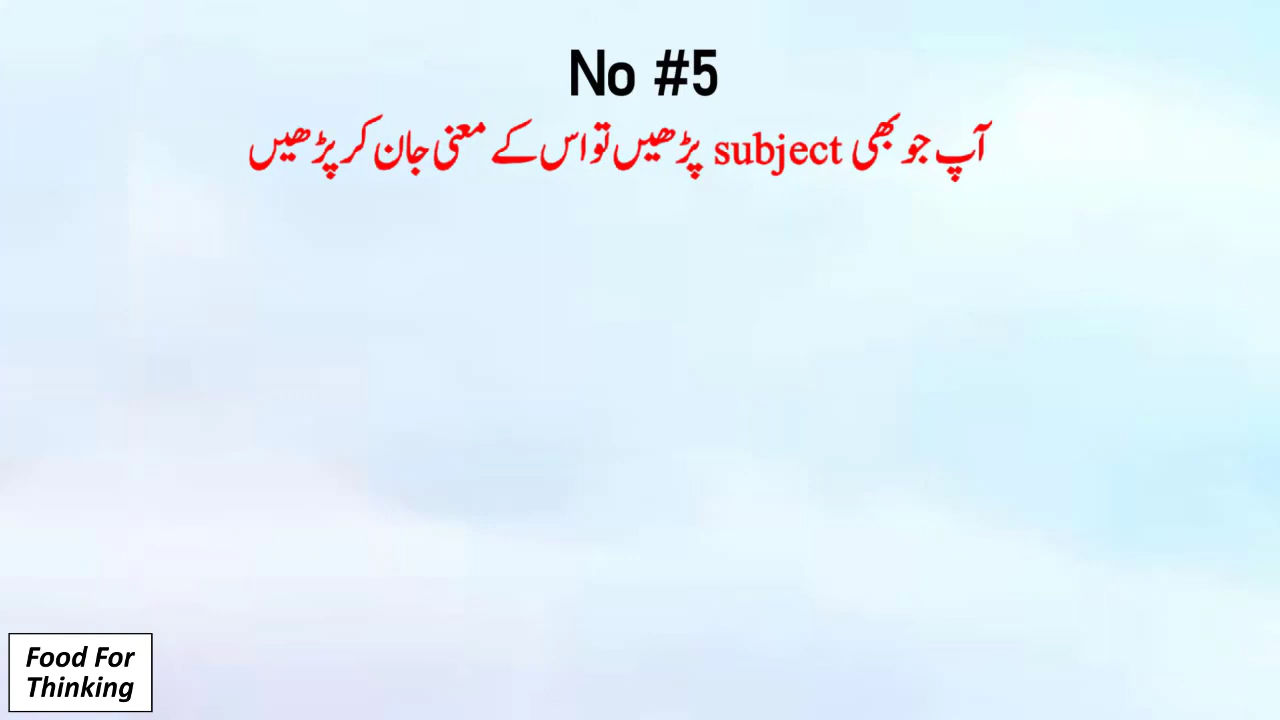 No #5
آپ جو بھی subject پڑھیں تو اس کے معنی جان کر پڑھیں
Food For
Thinking